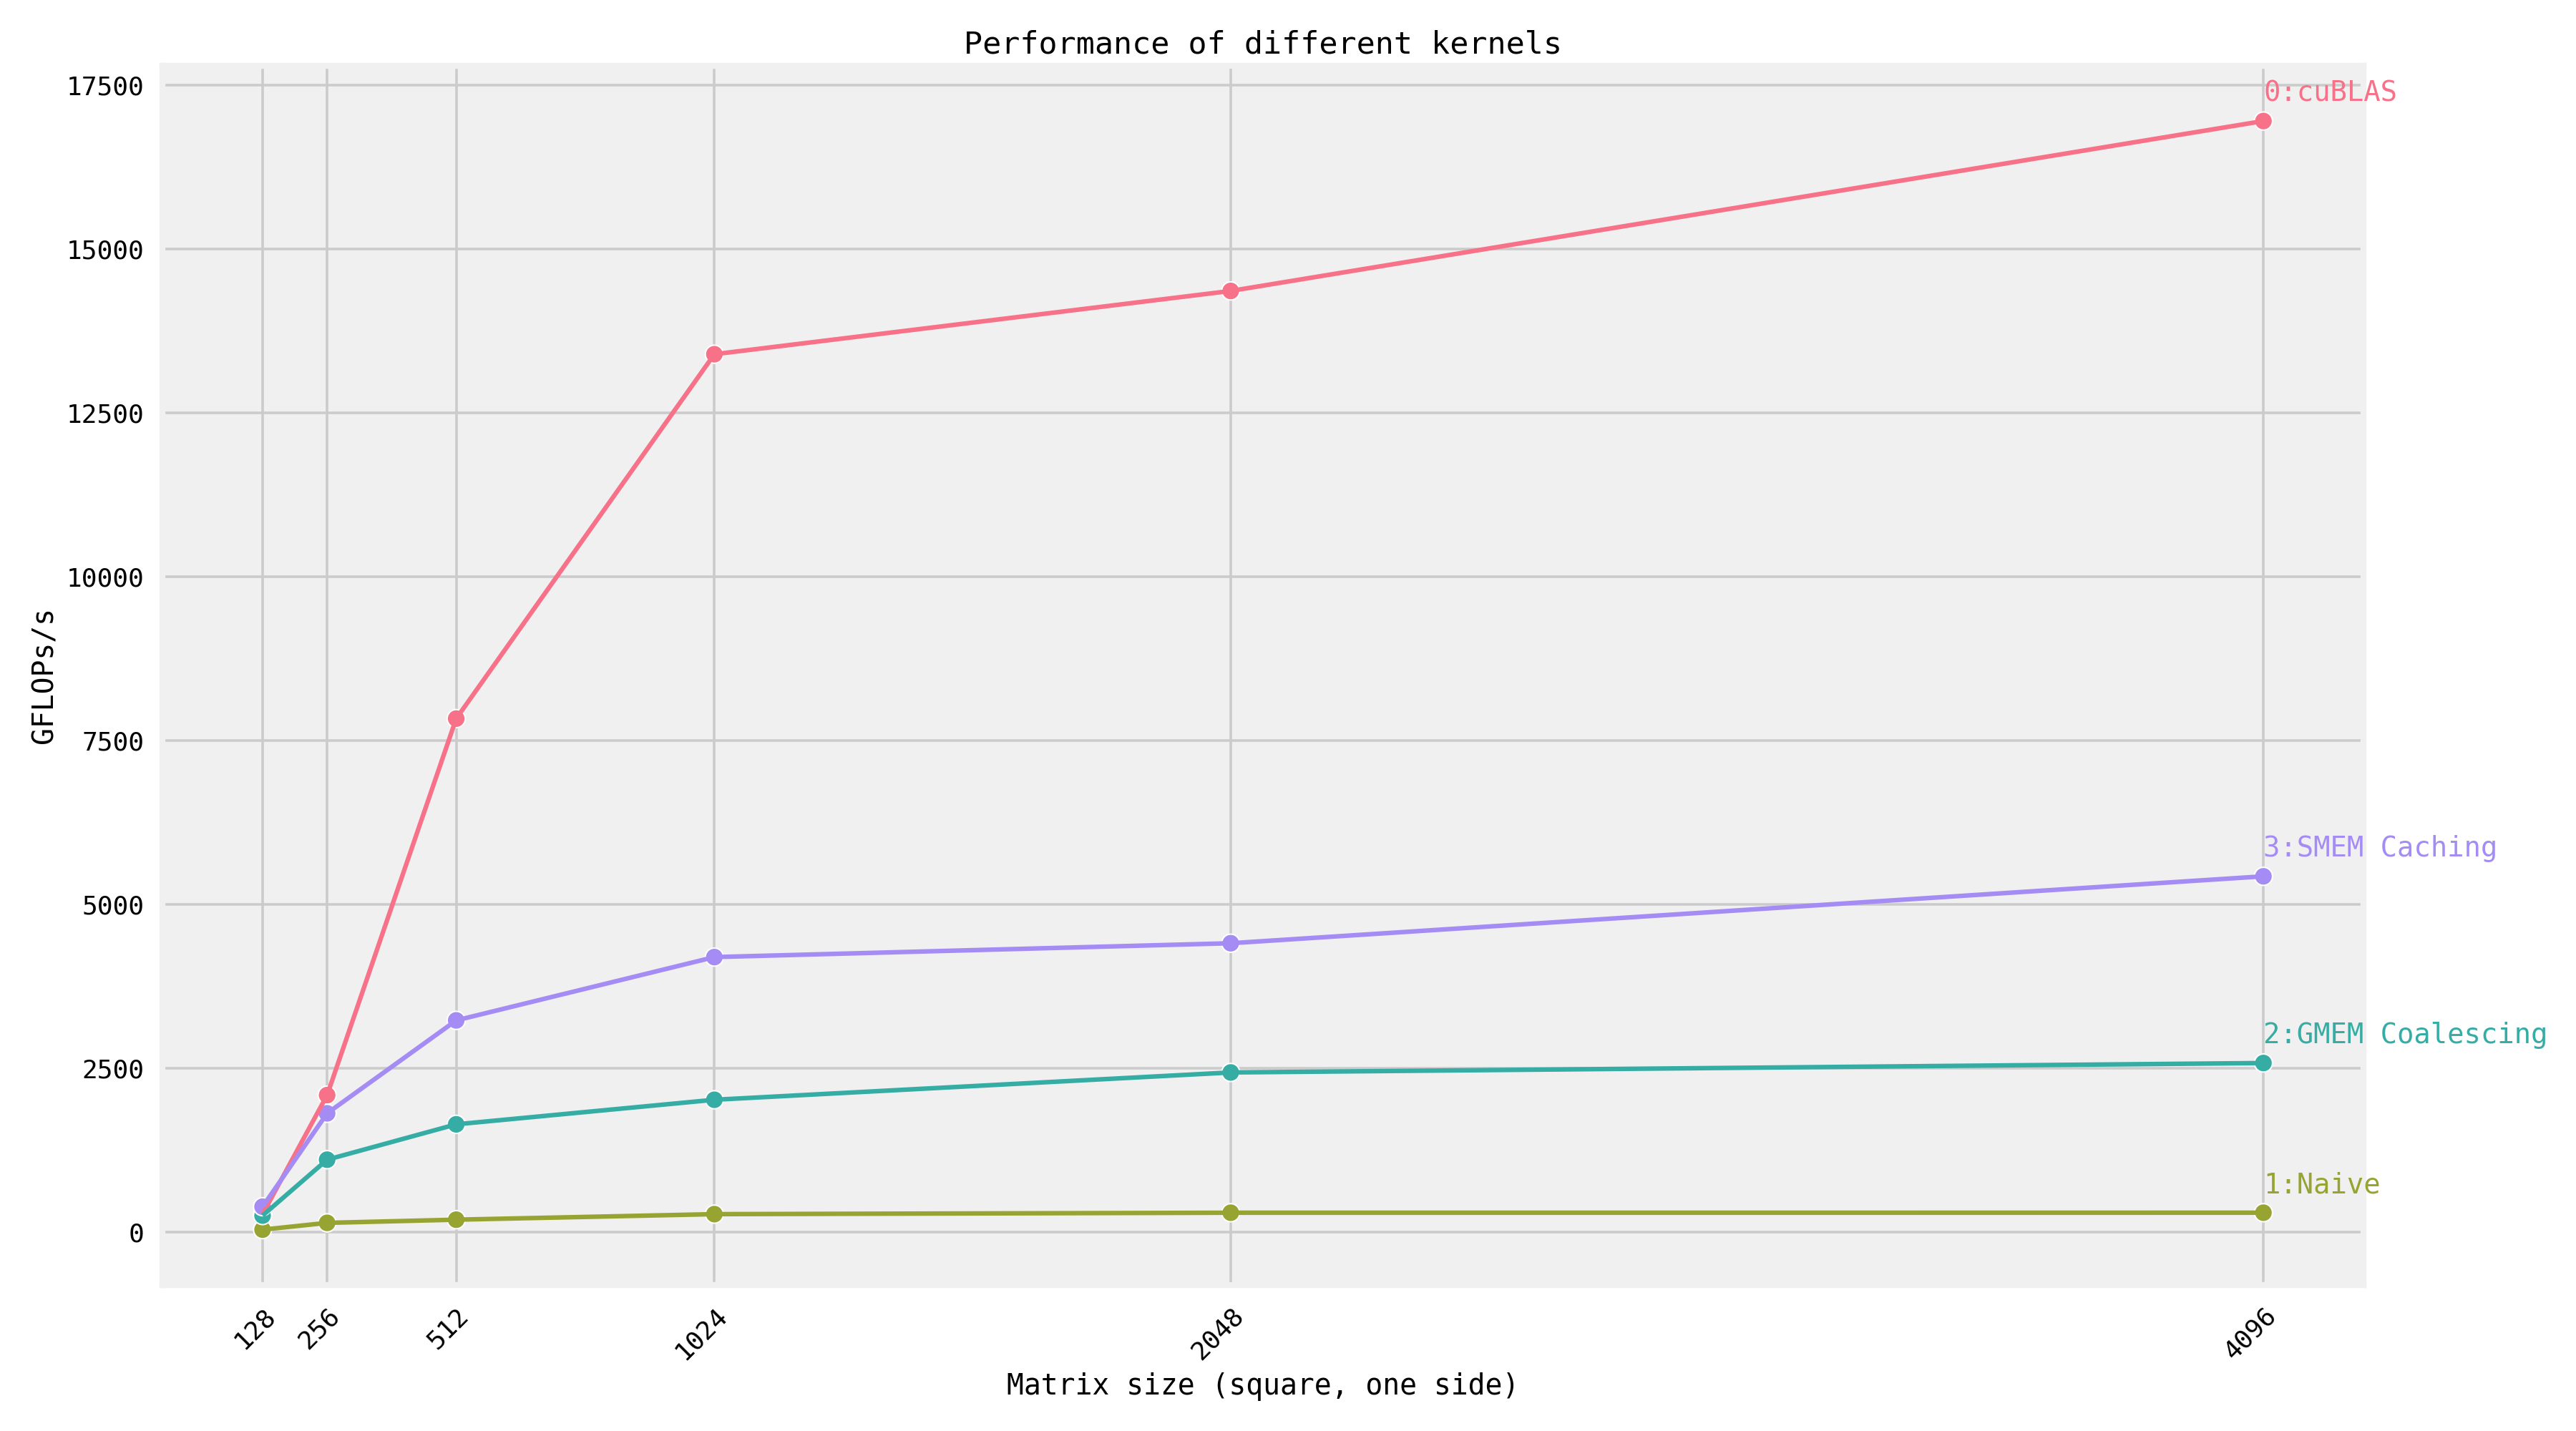 Performance of different kernels
17500
15000
12500
10000
7500
5000
2500
0
GFLOPs/s
0:cuBLAS
3:SMEM Caching
2:GMEM Coalescing
1:Naive
128
256
512
1024
2048
4096
Matrix size (square, one side)